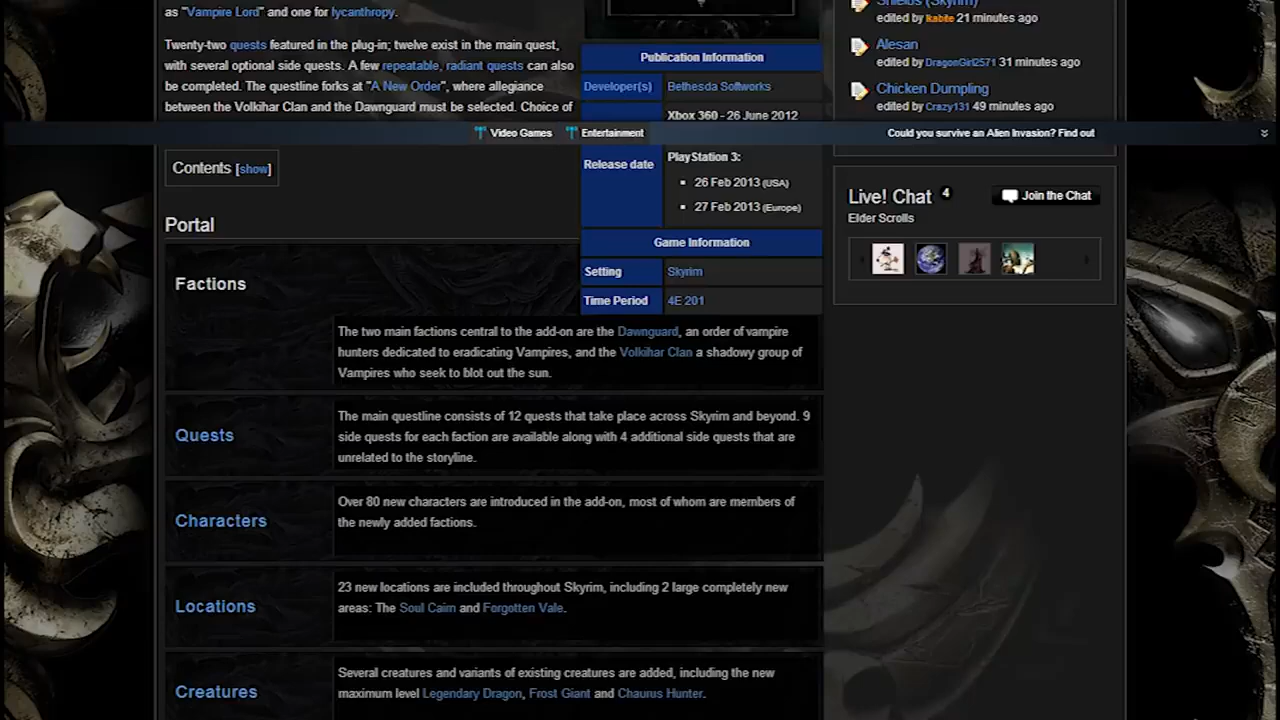 as "Vampire Lord" and one for lycanthropy.
Twenty-two quests featured in the plug-in; twelve exist in the main quest,
with several optional side quests. A few repeatable, radiant quests can also
be completed. The questline forks at "A New Order", where allegiance
between the Volkihar Clan and the Dawnguard must be selected. Choice of
Publication Information
Developer(s) Bethesda Softworks
Xbox 360 - 26 June 2012
Shields (Skyrim)
edited by kabite 21 minutes ago
Alesan
edited by DragonGirl2571 31 minutes ago
Chicken Dumpling
edited by Crazy131 49 minutes ago
Video Games Entertainment Could you survive an Alien Invasion? Find out
Contents [show]
Release date
PlayStation 3:
26 Feb 2013 (USA)
27 Feb 2013 (Europe)
Game Information
Setting Skyrim
Time Period 4E 201
Live! Chat 4 Join the Chat
Elder Scrolls
Portal
Factions
The two main factions central to the add-on are the Dawnguard, an order of vampire
hunters dedicated to eradicating Vampires, and the Volkihar Clan a shadowy group of
Vampires who seek to blot out the sun.
Quests
The main questline consists of 12 quests that take place across Skyrim and beyond. 9
side quests for each faction are available along with 4 additional side quests that are
unrelated to the storyline.
Characters
Over 80 new characters are introduced in the add-on, most of whom are members of
the newly added factions.
Locations
23 new locations are included throughout Skyrim, including 2 large completely new
areas: The Soul Cairn and Forgotten Vale.
Creatures
Several creatures and variants of existing creatures are added, including the new
maximum level Legendary Dragon, Frost Giant and Chaurus Hunter.